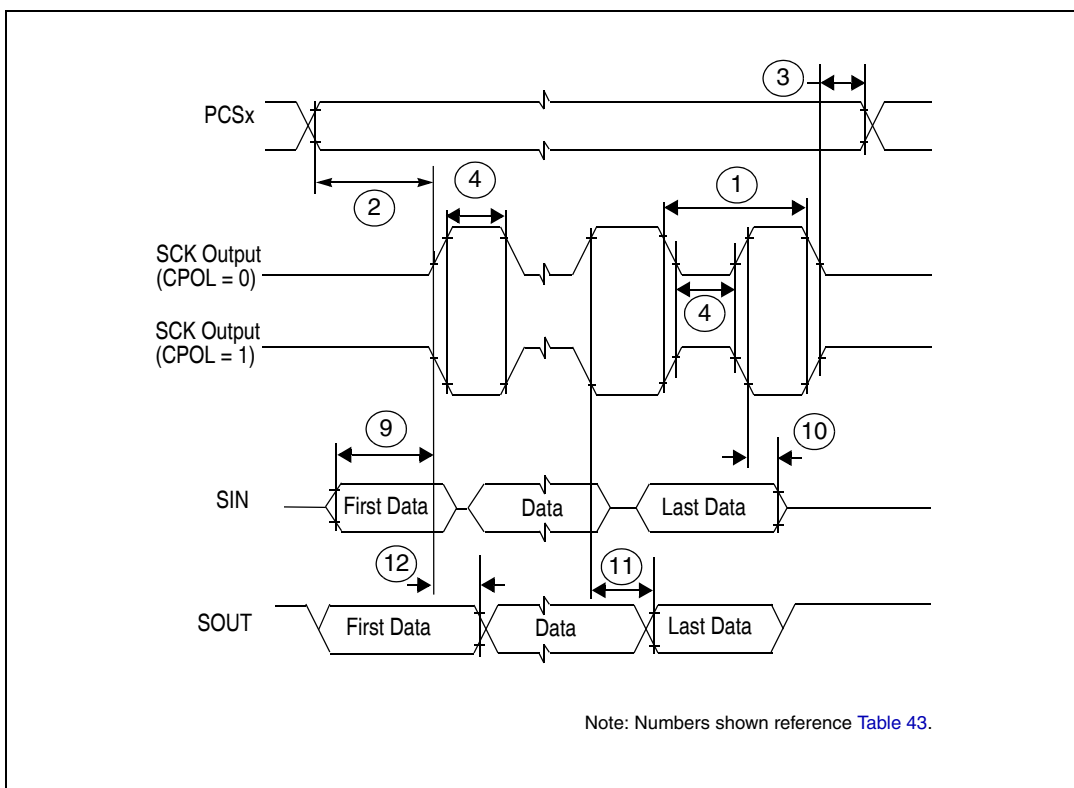 3
PCSx
2
4
1
SCK Output
(CPOL = 0)
4
SCK Output
(CPOL = 1)
9
10
SIN
First Data
Data
Last Data
12
11
SOUT
First Data
Data
Last Data
Note: Numbers shown reference Table 43.